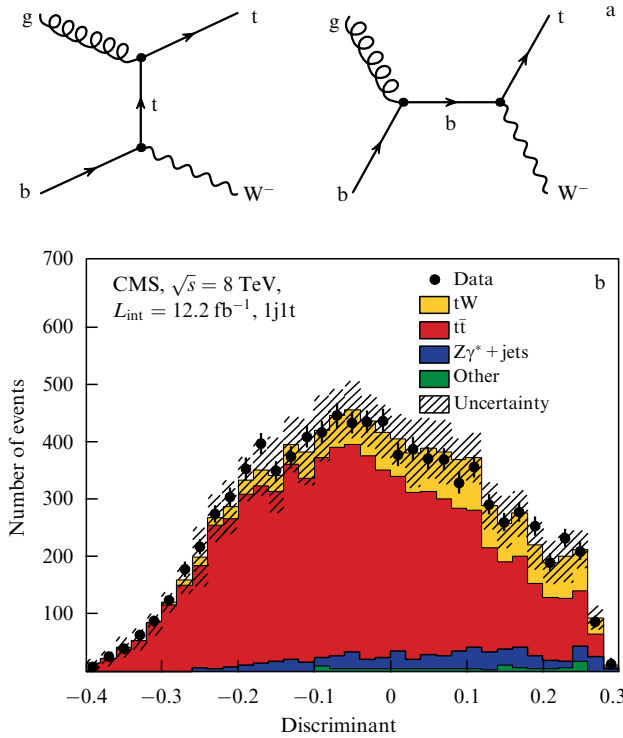 a
g
t
t
b
W⁻
g
t
b
b
W⁻
b
CMS, √s = 8 TeV,
L_int = 12.2 fb⁻¹, 1j1t
Data
tW
tt̄
Zγ* + jets
Other
Uncertainty
Number of events
700
600
500
400
300
200
100
−0.4
−0.3
−0.2
−0.1
0
0.1
0.2
0.3
Discriminant